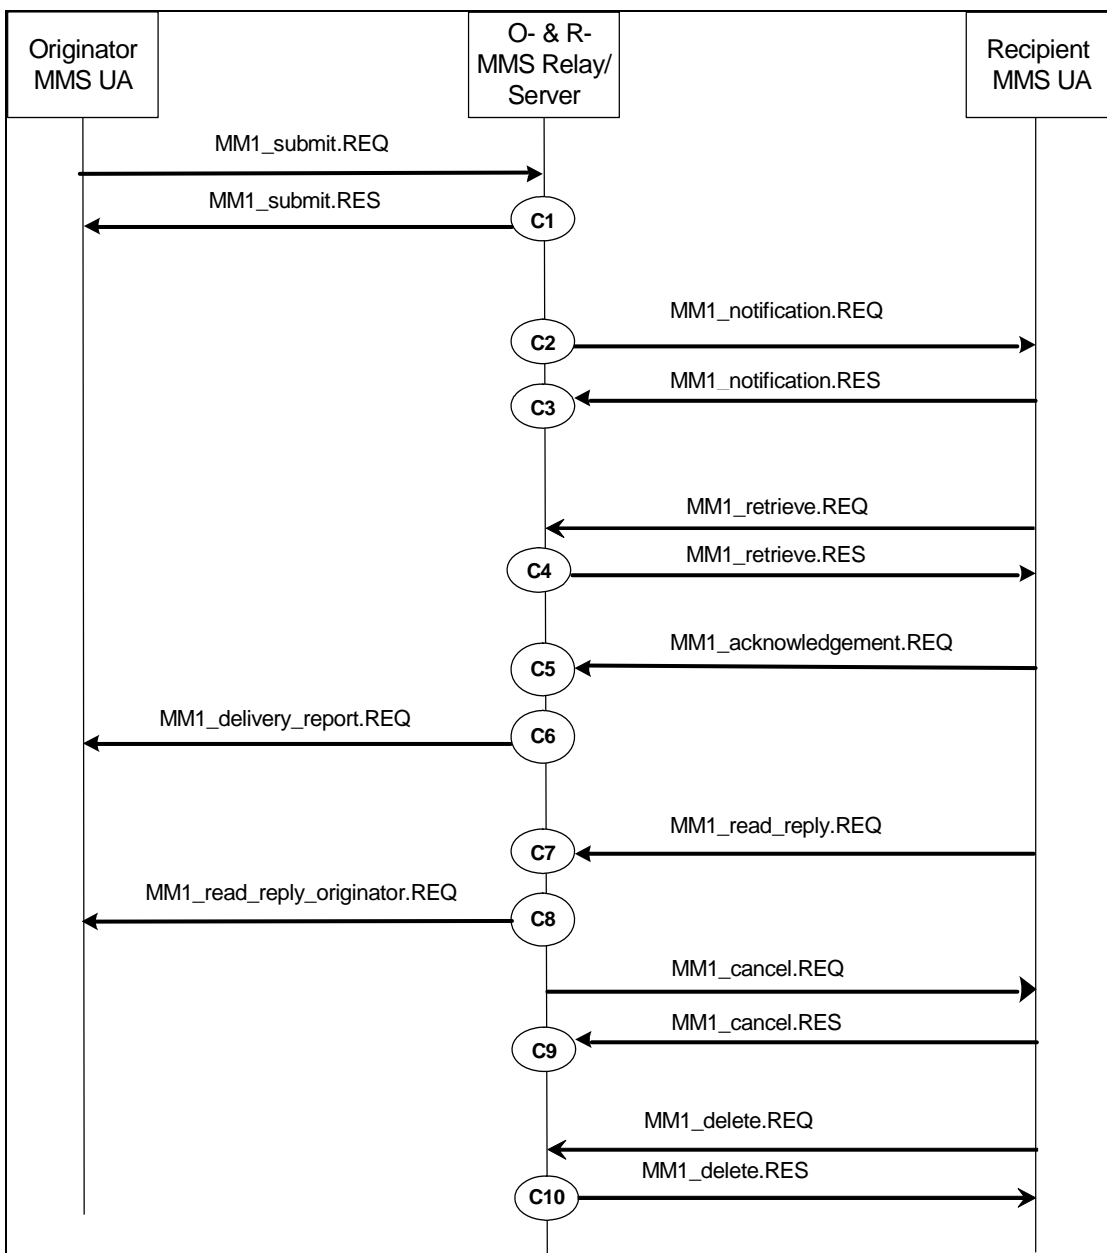 Originator
MMS UA
O- & R-
MMS Relay/
Server
Recipient
MMS UA
MM1_submit.REQ
MM1_submit.RES
C1
MM1_notification.REQ
C2
MM1_notification.RES
C3
MM1_retrieve.REQ
MM1_retrieve.RES
C4
MM1_acknowledgement.REQ
C5
MM1_delivery_report.REQ
C6
MM1_read_reply.REQ
C7
MM1_read_reply_originator.REQ
C8
MM1_cancel.REQ
MM1_cancel.RES
C9
MM1_delete.REQ
MM1_delete.RES
C10